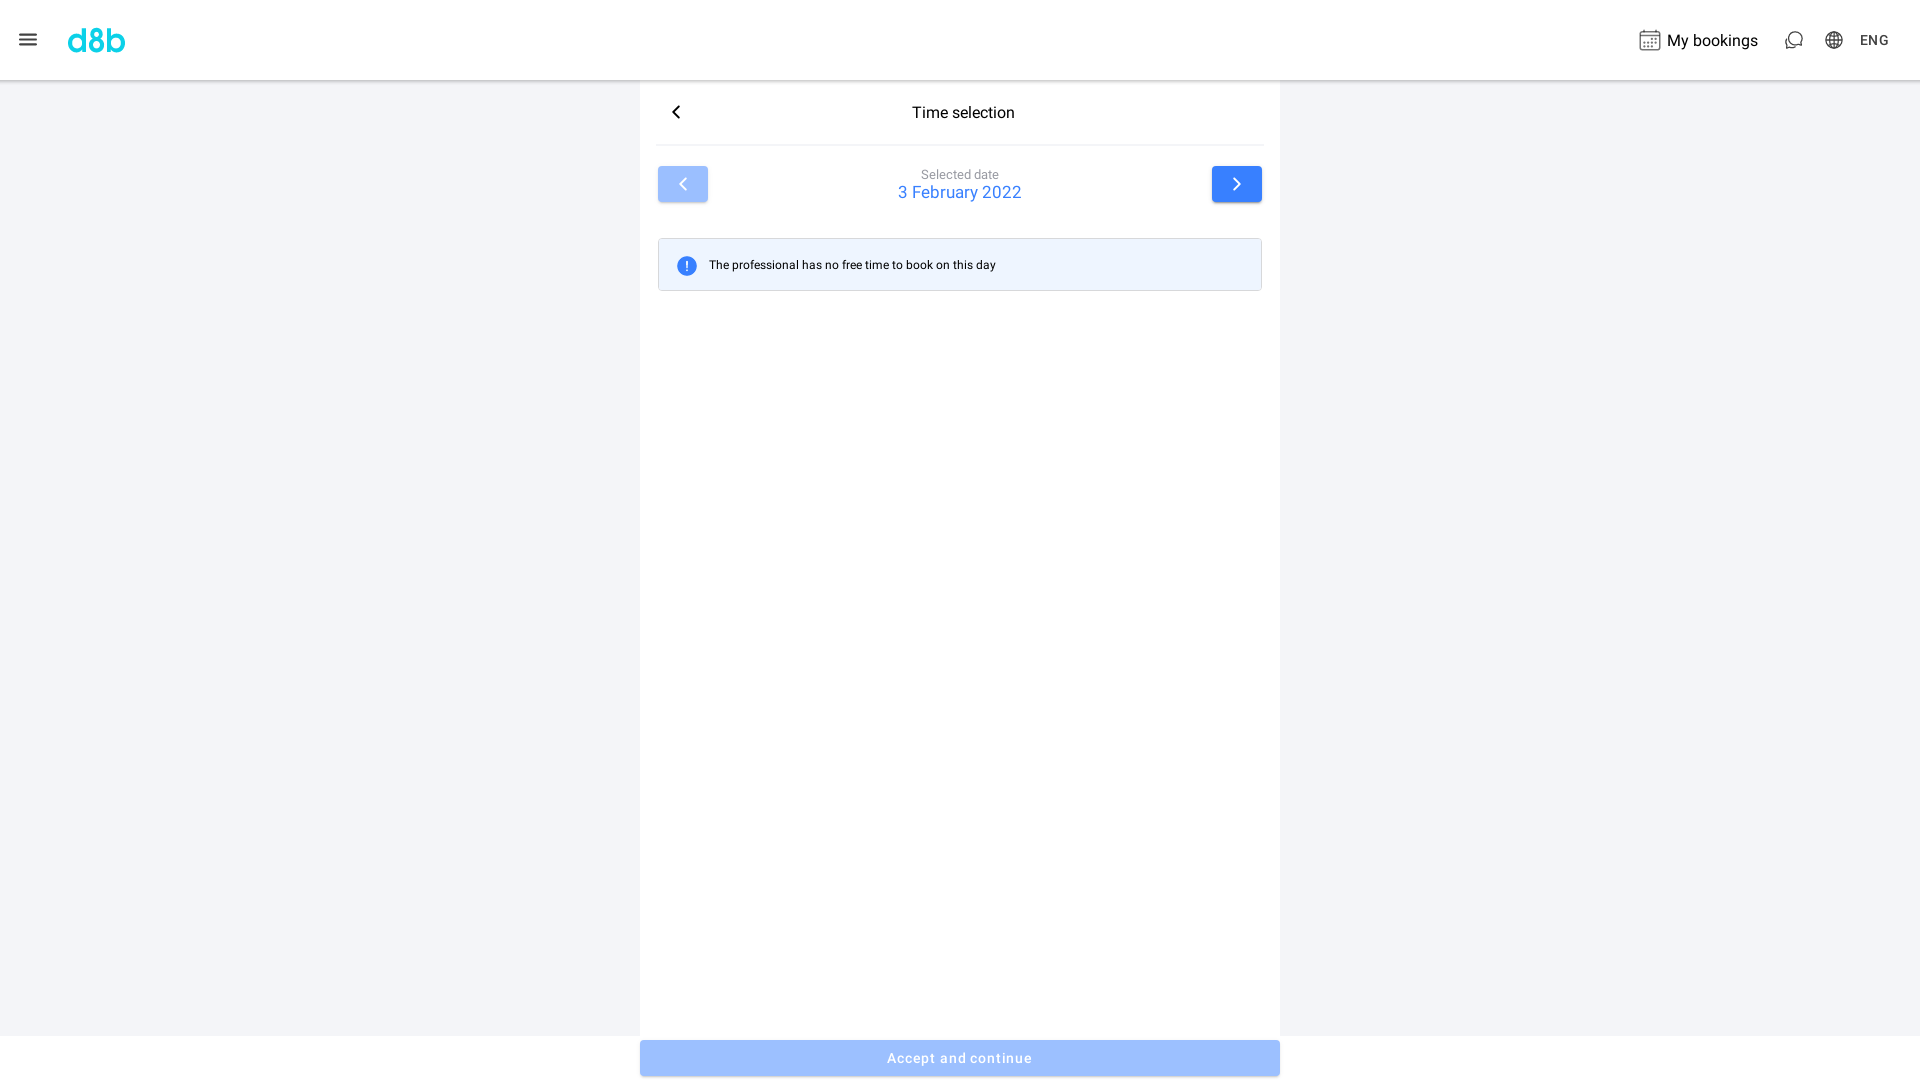 d8b
My bookings
ENG
Time selection
Selected date
3 February 2022
The professional has no free time to book on this day
Accept and continue